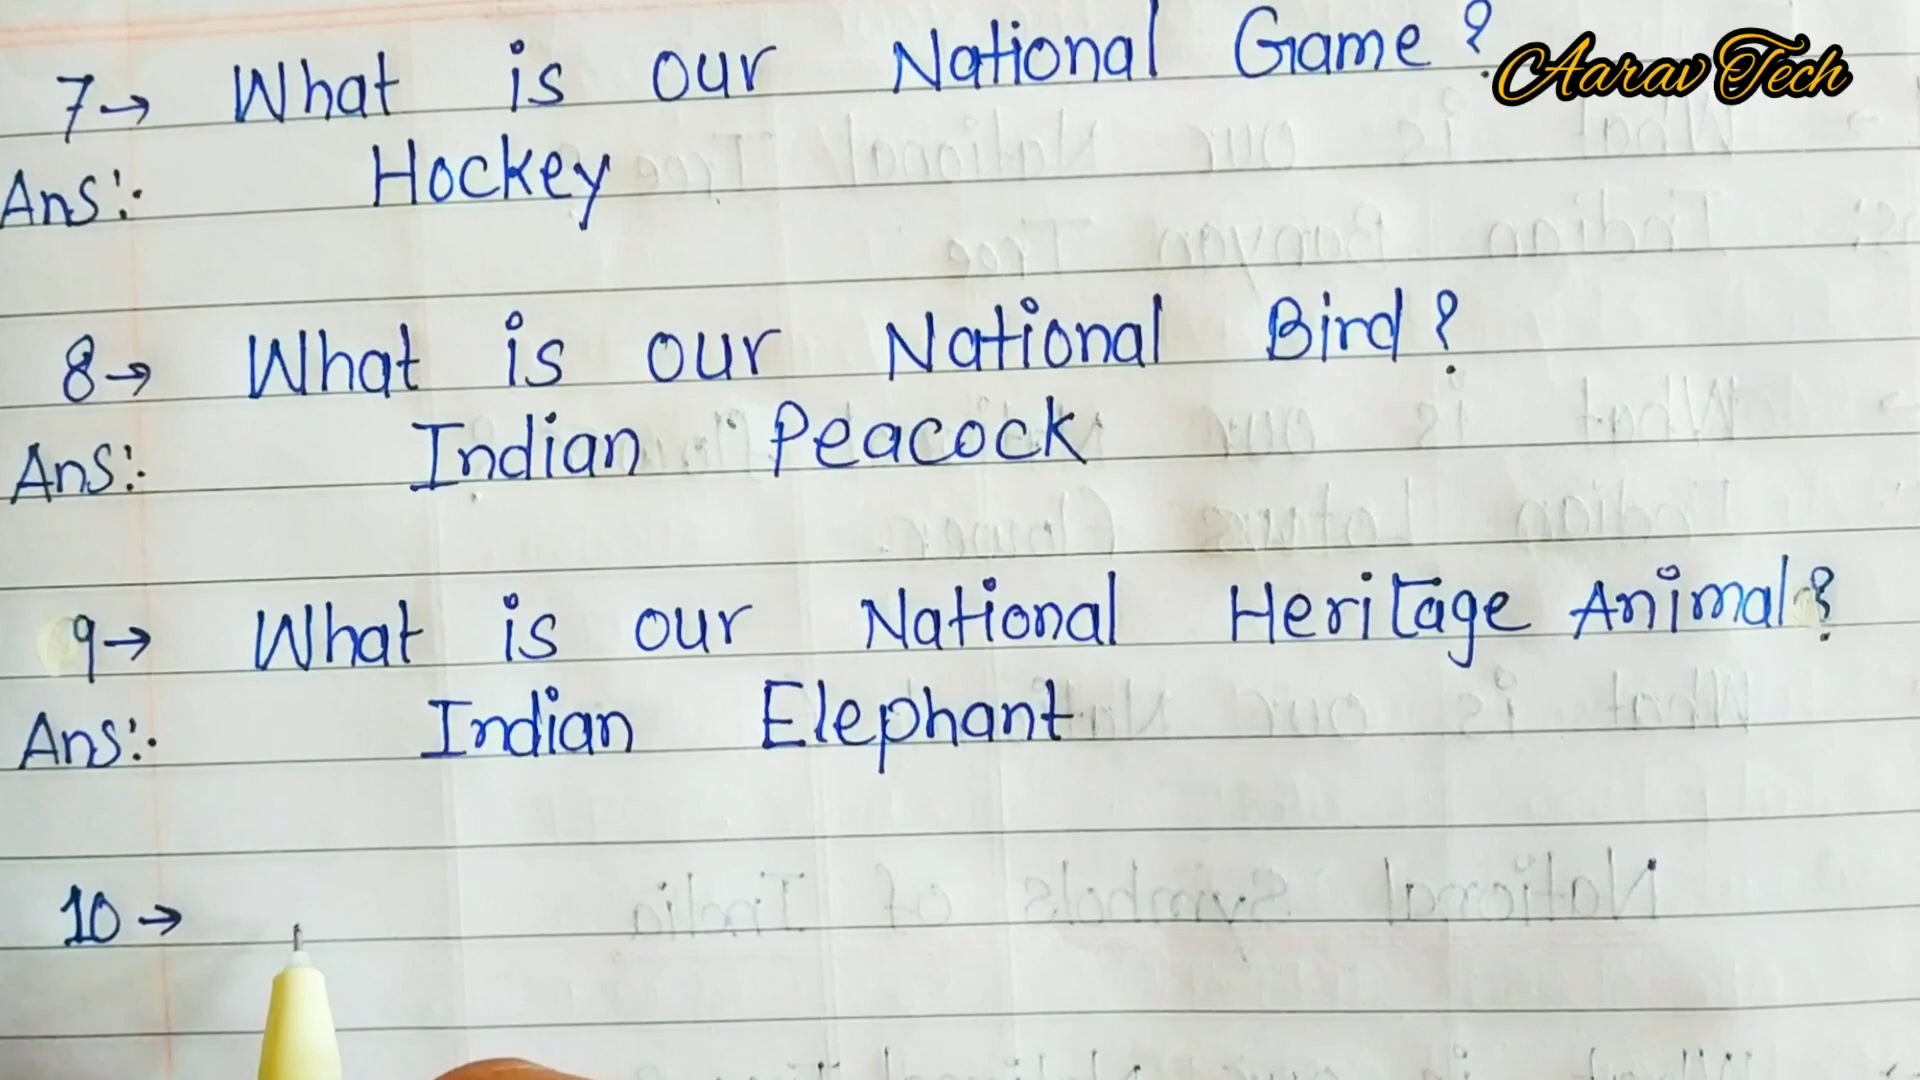 7→ What is our National Game?
Aarav Tech
Ans:. Hockey
8→ What is our National Bird?
Ans:. Indian Peacock
9→ What is our National Heritage Animal?
Ans:. Indian Elephant
10→